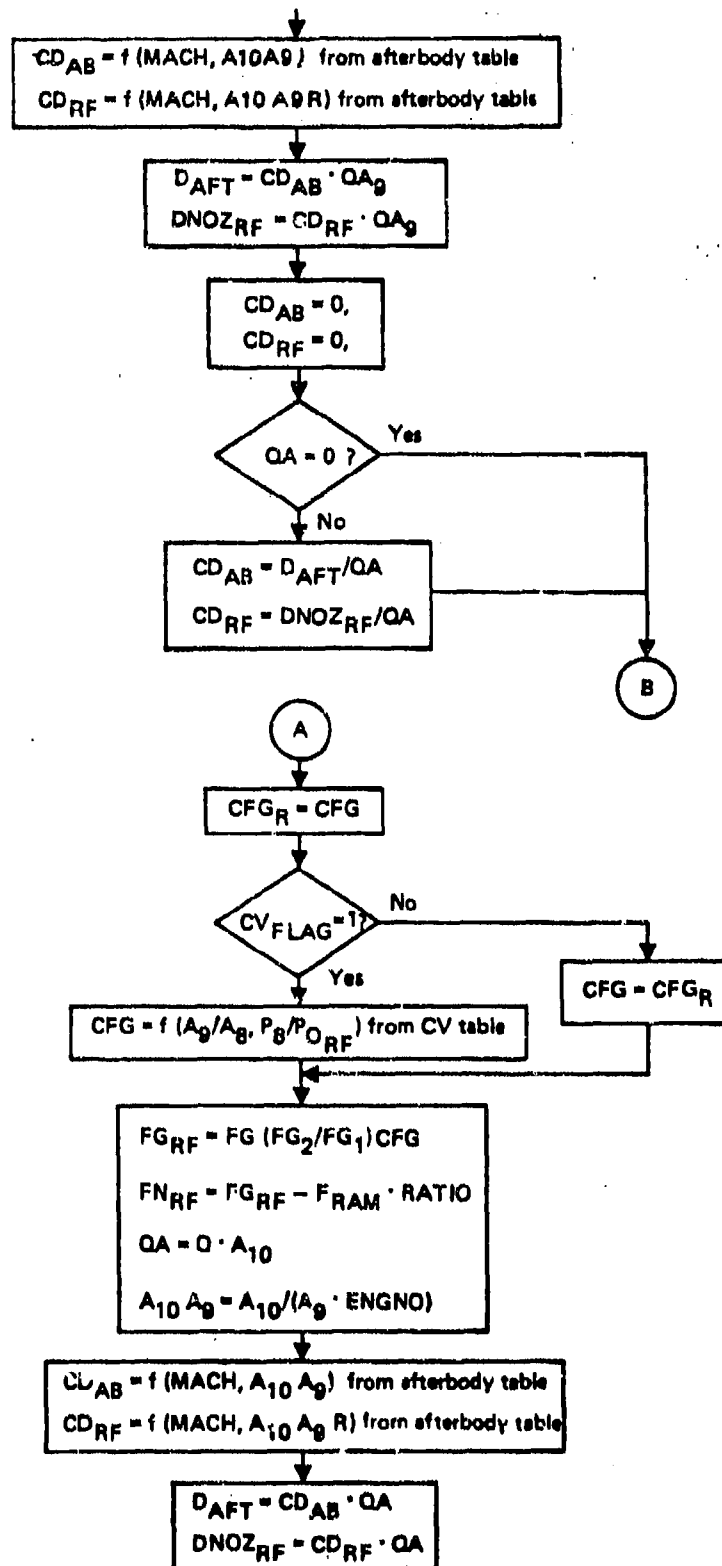 CD_AB = f (MACH, A10A9) from afterbody table
CD_RF = f (MACH, A10 A9R) from afterbody table
D_AFT = CD_AB · QA_9
DNOZ_RF = CD_RF · QA_9
CD_AB = 0,
CD_RF = 0,
QA = 0 ?
Yes
No
CD_AB = D_AFT/QA
CD_RF = DNOZ_RF/QA
B
A
CFG_R = CFG
CV_FLAG = 1?
No
Yes
CFG = CFG_R
CFG = f (A_9/A_8, P_8/P_O_RF) from CV table
FG_RF = FG (FG_2/FG_1) CFG
FN_RF = FG_RF – F_RAM · RATIO
QA = Q · A_10
A_10 A_9 = A_10/(A_9 · ENGNO)
CD_AB = f (MACH, A_10 A_9) from afterbody table
CD_RF = f (MACH, A_10 A_9 R) from afterbody table
D_AFT = CD_AB · QA
DNOZ_RF = CD_RF · QA